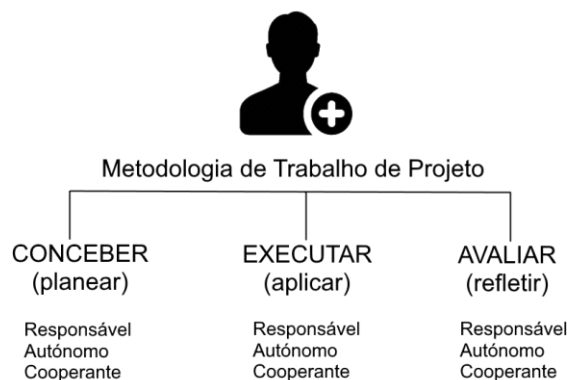 Metodologia de Trabalho de Projeto
CONCEBER
(planear)
Responsável
Autónomo
Cooperante
EXECUTAR
(aplicar)
Responsável
Autónomo
Cooperante
AVALIAR
(refletir)
Responsável
Autónomo
Cooperante